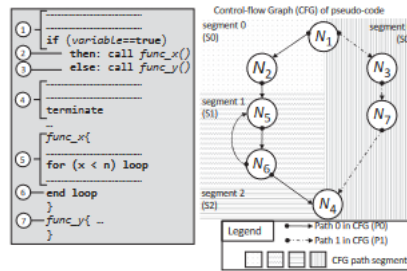 Control-flow Graph (CFG) of pseudo-code
1
if (variable==true)
2
then: call func_x()
3
else: call func_y()
4
terminate
…
func_x{
5
for (x < n) loop
6
end loop
}
7
func_y{ …
}
segment 0
(S0)
segment
N1
N2
N3
segment 1
(S1)
N5
N7
N6
segment 2
(S2)
N4
Legend
Path 0 in CFG (P0)
Path 1 in CFG (P1)
CFG path segment